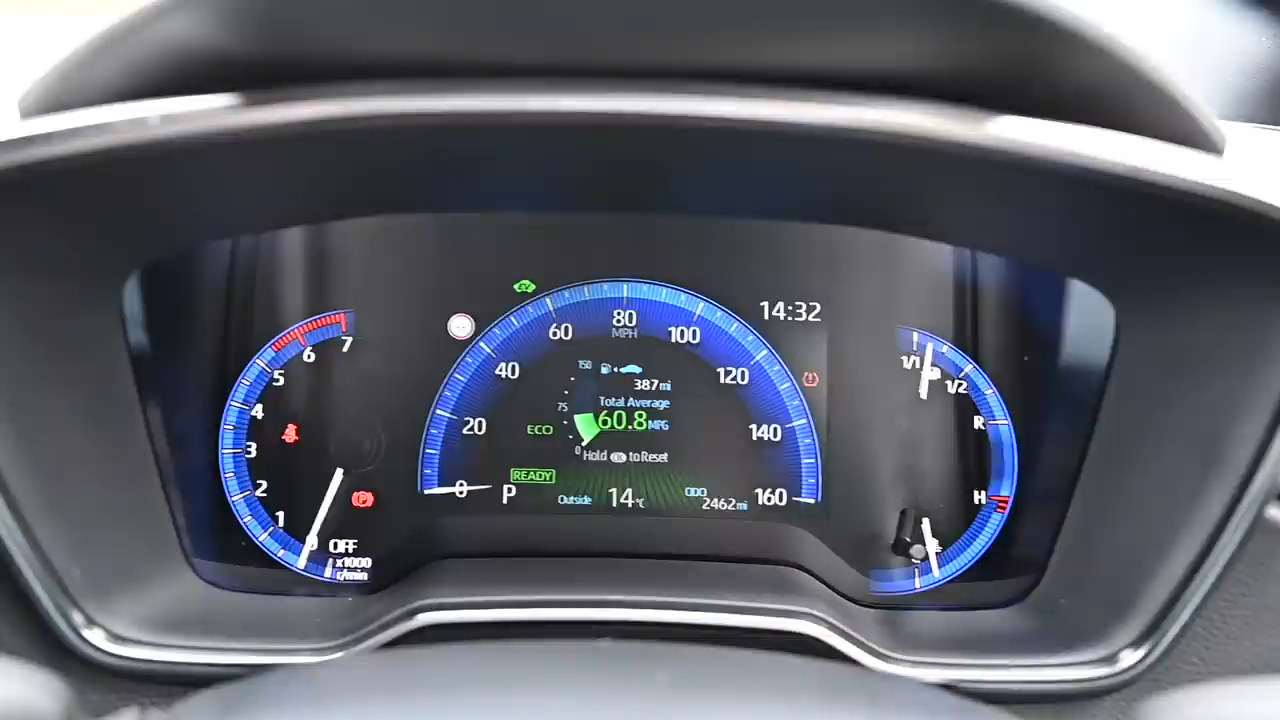 EV
14:32
7
6
5
4
3
2
1
0
OFF
x1000
r/min
0
20
40
60
80
MPH
100
120
140
160
150
75
0
387mi
Total Average
60.8MPG
ECO
Hold OK to Reset
READY
P
Outside
14°C
ODO
2462mi
1/1
1/2
R
H
(P)